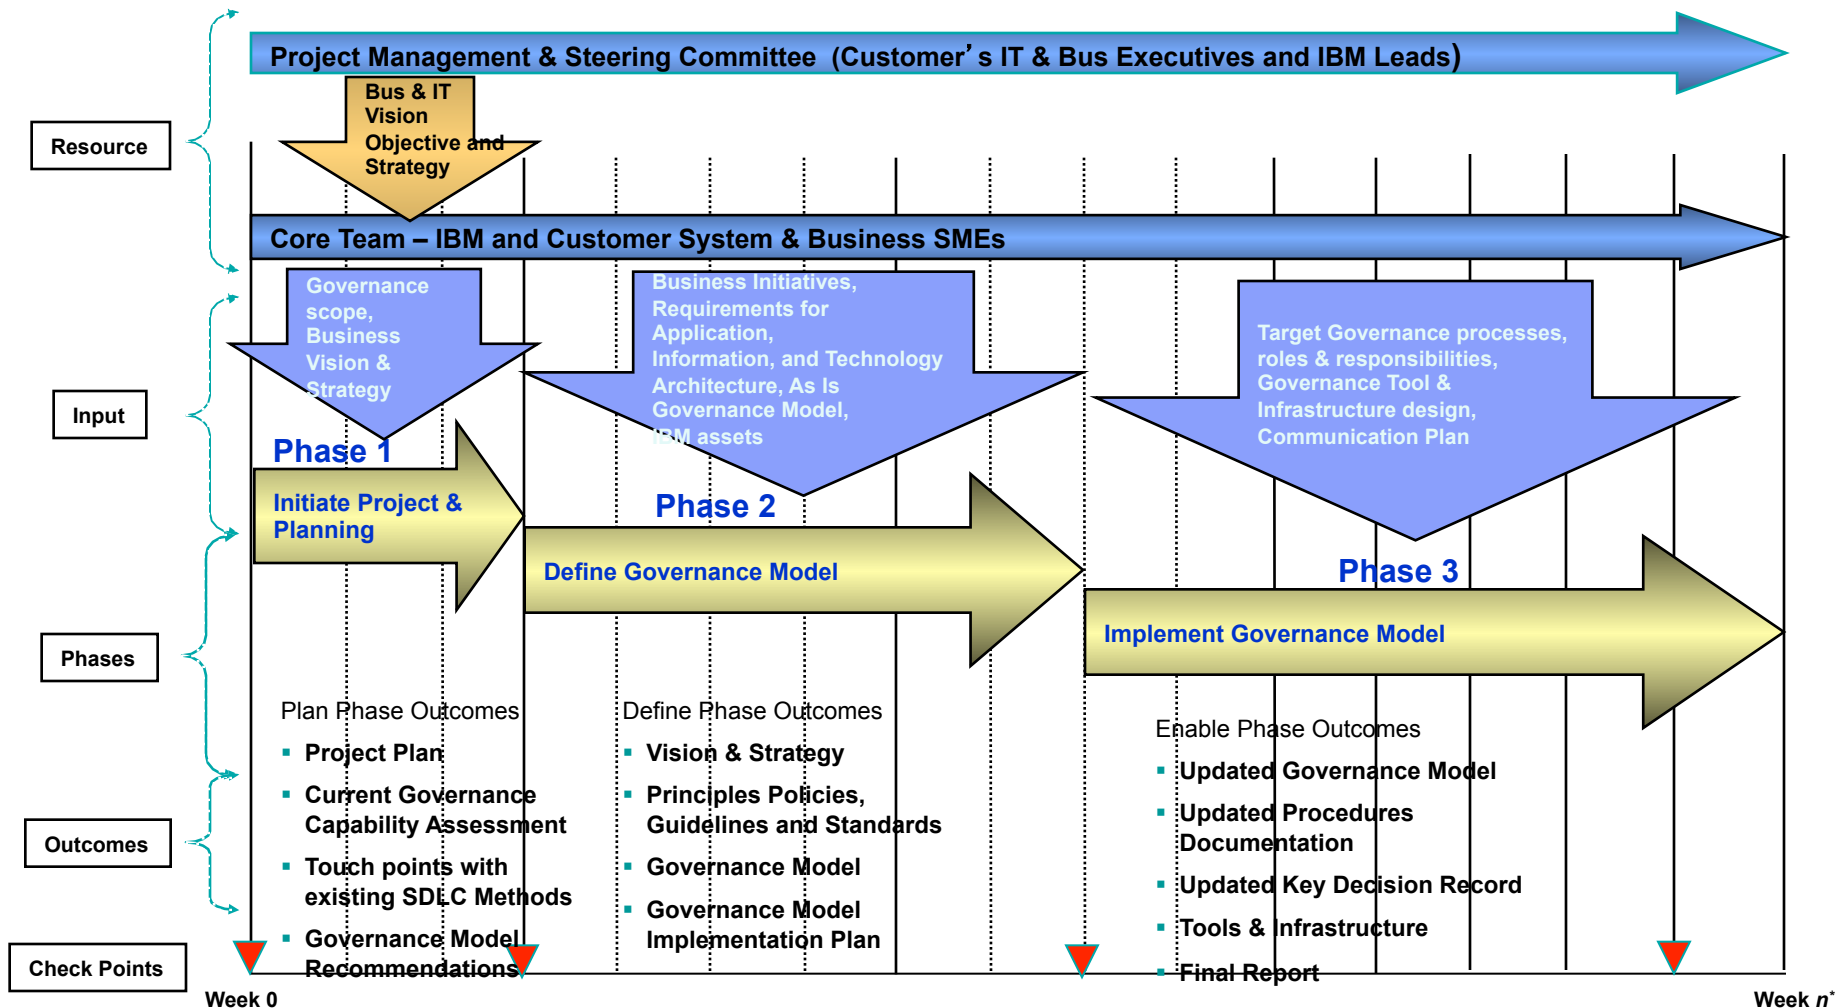 Project Management & Steering Committee  (Customer’s IT & Bus Executives and IBM Leads)
Bus & IT
Vision
Objective and
Strategy
Resource
Core Team – IBM and Customer System & Business SMEs
Governance
scope,
Business
Vision &
Strategy
Business Initiatives,
Requirements for
Application,
Information, and Technology
Architecture, As Is
Governance Model,
IBM assets
Target Governance processes,
roles & responsibilities,
Governance Tool &
Infrastructure design,
Communication Plan
Input
Phase 1
Initiate Project &
Planning
Phase 2
Define Governance Model
Phase 3
Implement Governance Model
Phases
Plan Phase Outcomes
▪ Project Plan
▪ Current Governance
Capability Assessment
▪ Touch points with
existing SDLC Methods
▪ Governance Model
Recommendations
Define Phase Outcomes
▪ Vision & Strategy
▪ Principles Policies,
Guidelines and Standards
▪ Governance Model
▪ Governance Model
Implementation Plan
Enable Phase Outcomes
▪ Updated Governance Model
▪ Updated Procedures
Documentation
▪ Updated Key Decision Record
▪ Tools & Infrastructure
▪ Final Report
Outcomes
Check Points
Week 0
Week n*